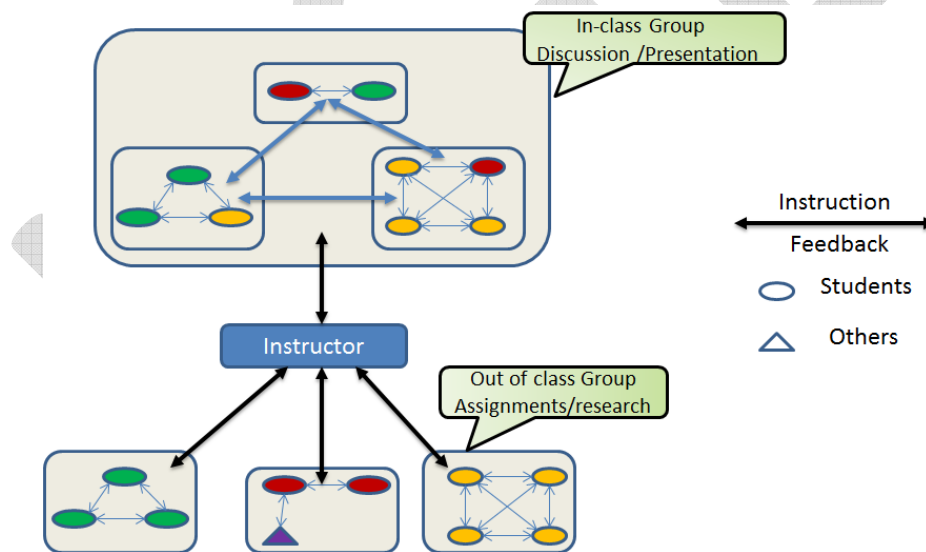 In-class Group
Discussion /Presentation
Instruction
Feedback
Students
Others
Instructor
Out of class Group
Assignments/research